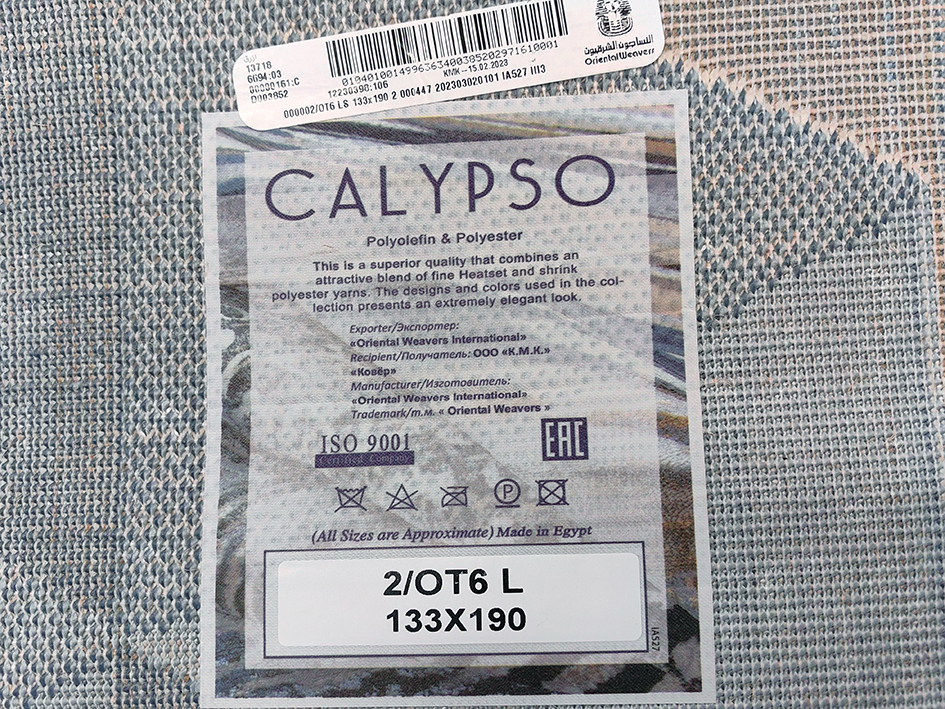 13718
6694:03
00000161:C
D003952
0104010014996363400385202971610001
12230398:106
КМК--15.02.2023
000002/OT6 LS 133x190 2 000447 202303020101 IA527 III3
النساجون الشرقيون
OrientalWeavers
CALYPSO
Polyolefin & Polyester
This is a superior quality that combines an
attractive blend of fine Heatset and shrink
polyester yarns. The designs and colors used in the col-
lection presents an extremely elegant look.
Exporter/Экспортер:
«Oriental Weavers International»
Recipient/Получатель: ООО «К.М.К.»
«Ковёр»
Manufacturer/Изготовитель:
«Oriental Weavers International»
Trademark/т.м. « Oriental Weavers »
ISO 9001
Certified Company
EAC
P
(All Sizes are Approximate) Made in Egypt
2/OT6 L
133X190
IA527